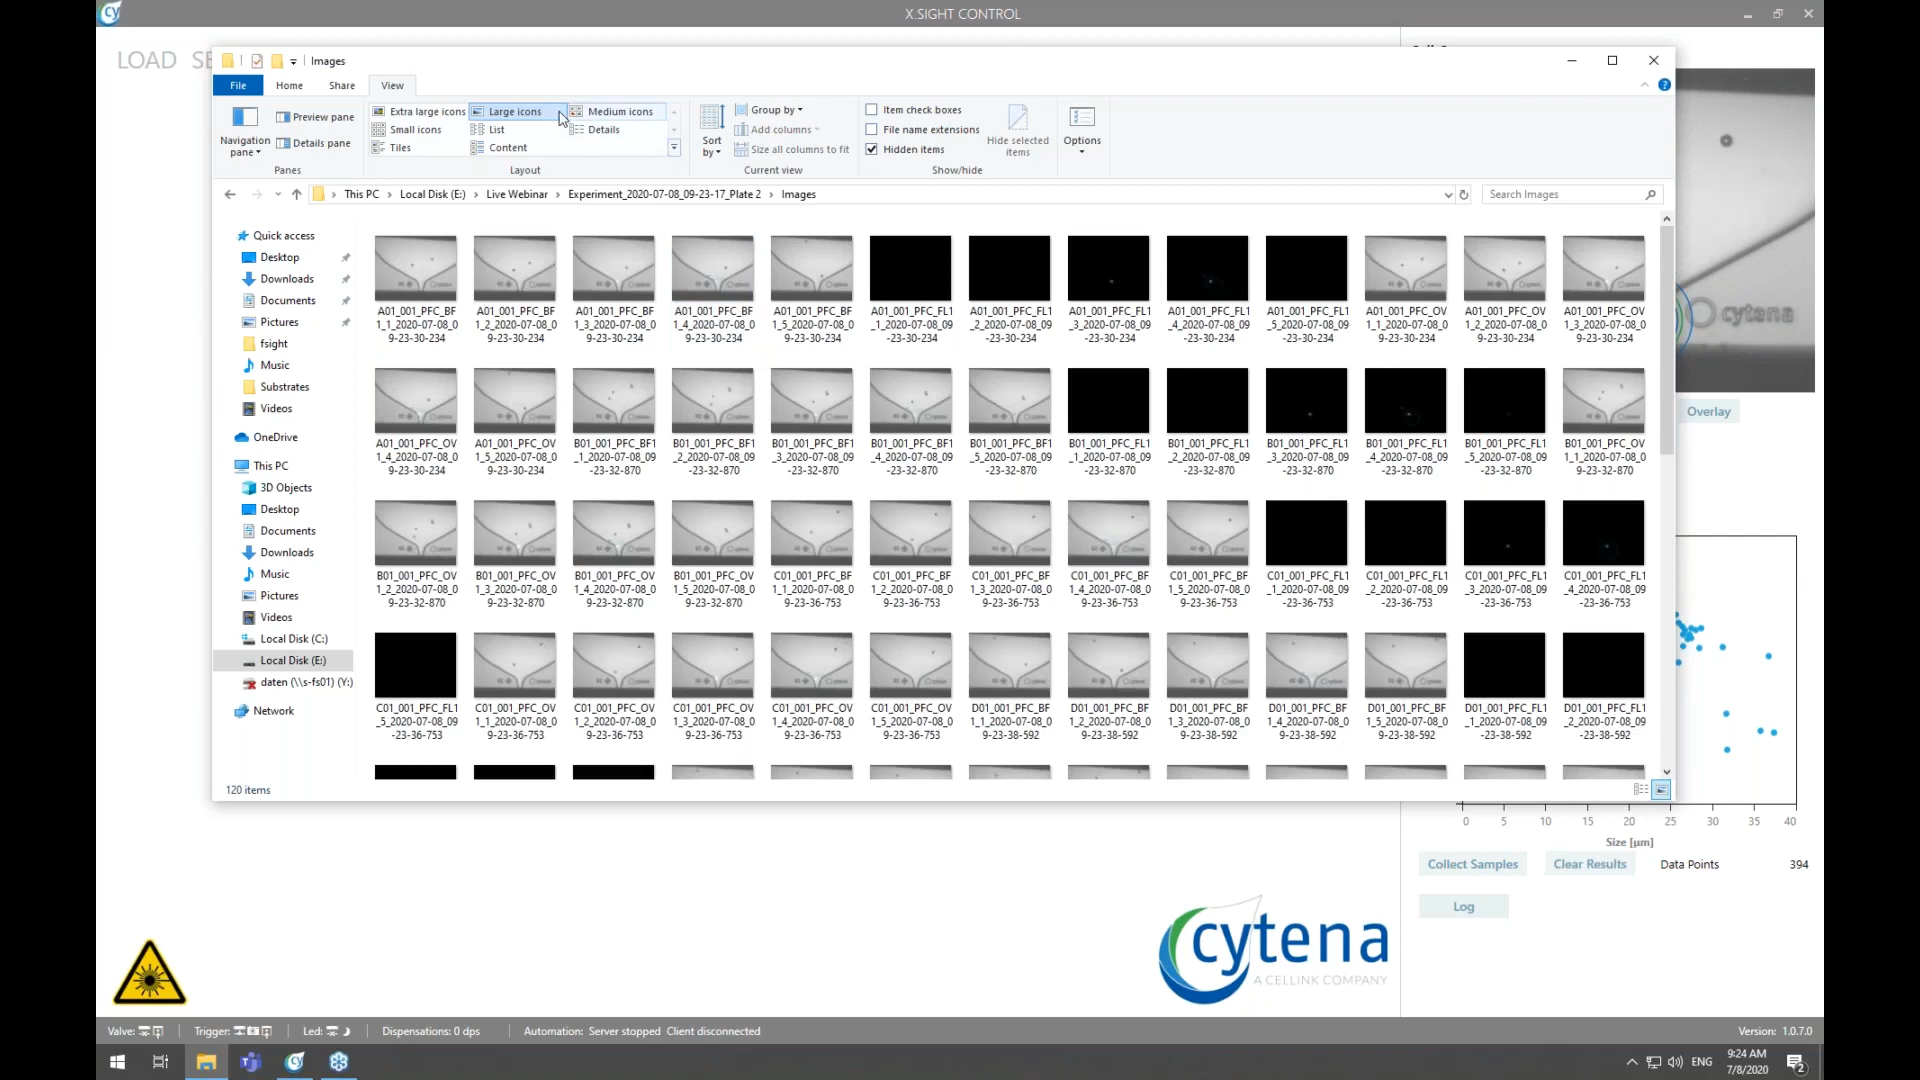 X.SIGHT CONTROL
LOAD
Images
File
Home
Share
View
Navigation pane
Preview pane
Details pane
Panes
Extra large icons
Large icons
Medium icons
Small icons
List
Details
Tiles
Content
Layout
Sort by
Group by
Add columns
Size all columns to fit
Current view
Item check boxes
File name extensions
Hidden items
Hide selected items
Show/hide
Options
This PC > Local Disk (E:) > Live Webinar > Experiment_2020-07-08_09-23-17_Plate 2 > Images
Search Images
Quick access
Desktop
Downloads
Documents
Pictures
fsight
Music
Substrates
Videos
OneDrive
This PC
3D Objects
Desktop
Documents
Downloads
Music
Pictures
Videos
Local Disk (C:)
Local Disk (E:)
daten (\\s-fs01) (Y:)
Network
A01_001_PFC_BF1_1_2020-07-08_09-23-30-234
A01_001_PFC_BF1_2_2020-07-08_09-23-30-234
A01_001_PFC_BF1_3_2020-07-08_09-23-30-234
A01_001_PFC_BF1_4_2020-07-08_09-23-30-234
A01_001_PFC_BF1_5_2020-07-08_09-23-30-234
A01_001_PFC_FL1_1_2020-07-08_09-23-30-234
A01_001_PFC_FL1_2_2020-07-08_09-23-30-234
A01_001_PFC_FL1_3_2020-07-08_09-23-30-234
A01_001_PFC_FL1_4_2020-07-08_09-23-30-234
A01_001_PFC_FL1_5_2020-07-08_09-23-30-234
A01_001_PFC_OV1_1_2020-07-08_09-23-30-234
A01_001_PFC_OV1_2_2020-07-08_09-23-30-234
A01_001_PFC_OV1_3_2020-07-08_09-23-30-234
A01_001_PFC_OV1_4_2020-07-08_09-23-30-234
A01_001_PFC_OV1_5_2020-07-08_09-23-30-234
B01_001_PFC_BF1_1_2020-07-08_09-23-32-870
B01_001_PFC_BF1_2_2020-07-08_09-23-32-870
B01_001_PFC_BF1_3_2020-07-08_09-23-32-870
B01_001_PFC_BF1_4_2020-07-08_09-23-32-870
B01_001_PFC_BF1_5_2020-07-08_09-23-32-870
B01_001_PFC_FL1_1_2020-07-08_09-23-32-870
B01_001_PFC_FL1_2_2020-07-08_09-23-32-870
B01_001_PFC_FL1_3_2020-07-08_09-23-32-870
B01_001_PFC_FL1_4_2020-07-08_09-23-32-870
B01_001_PFC_FL1_5_2020-07-08_09-23-32-870
B01_001_PFC_OV1_1_2020-07-08_09-23-32-870
B01_001_PFC_OV1_2_2020-07-08_09-23-32-870
B01_001_PFC_OV1_3_2020-07-08_09-23-32-870
B01_001_PFC_OV1_4_2020-07-08_09-23-32-870
B01_001_PFC_OV1_5_2020-07-08_09-23-32-870
C01_001_PFC_BF1_1_2020-07-08_09-23-36-753
C01_001_PFC_BF1_2_2020-07-08_09-23-36-753
C01_001_PFC_BF1_3_2020-07-08_09-23-36-753
C01_001_PFC_BF1_4_2020-07-08_09-23-36-753
C01_001_PFC_BF1_5_2020-07-08_09-23-36-753
C01_001_PFC_FL1_1_2020-07-08_09-23-36-753
C01_001_PFC_FL1_2_2020-07-08_09-23-36-753
C01_001_PFC_FL1_3_2020-07-08_09-23-36-753
C01_001_PFC_FL1_4_2020-07-08_09-23-36-753
C01_001_PFC_FL1_5_2020-07-08_09-23-36-753
C01_001_PFC_OV1_1_2020-07-08_09-23-36-753
C01_001_PFC_OV1_2_2020-07-08_09-23-36-753
C01_001_PFC_OV1_3_2020-07-08_09-23-36-753
C01_001_PFC_OV1_4_2020-07-08_09-23-36-753
C01_001_PFC_OV1_5_2020-07-08_09-23-36-753
D01_001_PFC_BF1_1_2020-07-08_09-23-38-592
D01_001_PFC_BF1_2_2020-07-08_09-23-38-592
D01_001_PFC_BF1_3_2020-07-08_09-23-38-592
D01_001_PFC_BF1_4_2020-07-08_09-23-38-592
D01_001_PFC_BF1_5_2020-07-08_09-23-38-592
D01_001_PFC_FL1_1_2020-07-08_09-23-38-592
D01_001_PFC_FL1_2_2020-07-08_09-23-38-592
120 items
cytena
Overlay
0 5 10 15 20 25 30 35 40
Size [µm]
Collect Samples
Clear Results
Data Points
394
Log
cytena
A CELLINK COMPANY
Valve:
Trigger:
Led:
Dispensations: 0 dps
Automation: Server stopped Client disconnected
Version: 1.0.7.0
ENG
9:24 AM
7/8/2020
2